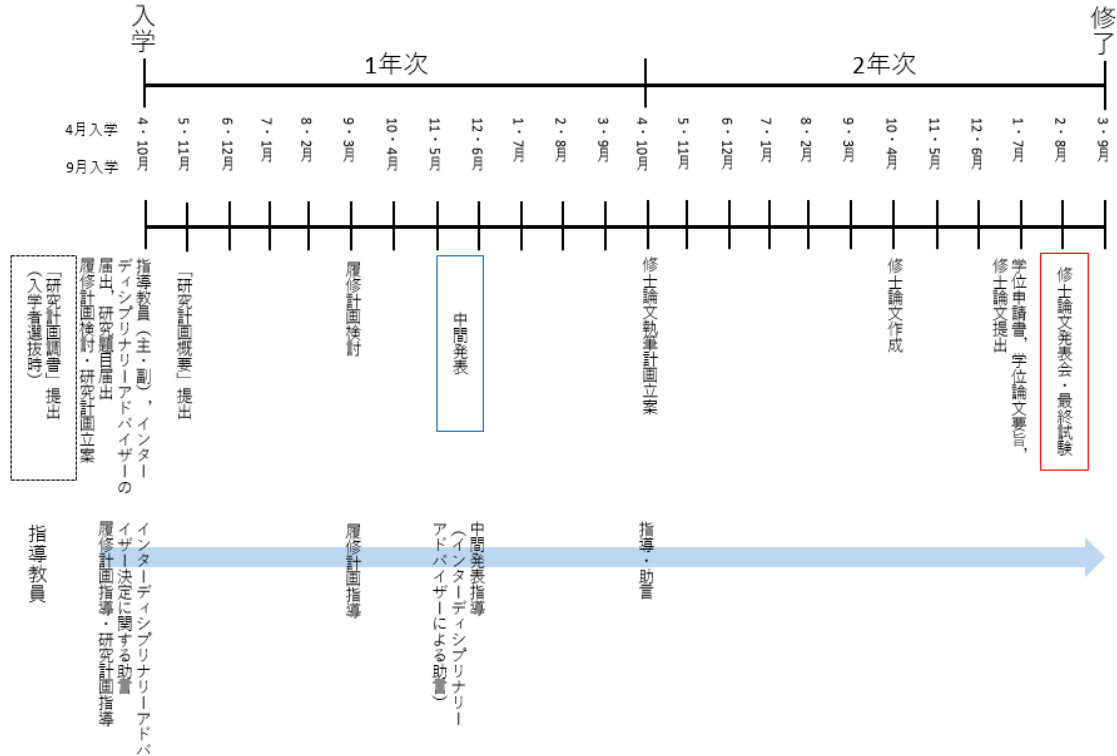 入学
修了
1年次
2年次
4月入学
9月入学
4・10月
5・11月
6・12月
7・1月
8・2月
9・3月
10・4月
11・5月
12・6月
1・7月
2・8月
3・9月
4・10月
5・11月
6・12月
7・1月
8・2月
9・3月
10・4月
11・5月
12・6月
1・7月
2・8月
3・9月
「研究計画調書」提出
（入学者選抜時）
指導教員（主・副），インター
ディシプリナリーアドバイザーの
届出，研究題目届出
履修計画検討・研究計画立案
「研究計画概要」提出
履修計画検討
中間発表
修士論文執筆計画立案
修士論文作成
学位申請書，学位論文要旨，
修士論文提出
修士論文発表会・最終試験
指導教員
インターディシプリナリーアドバ
イザー決定に関する助言
履修計画指導・研究計画指導
履修計画指導
中間発表指導
（インターディシプリナリー
アドバイザーによる助言）
指導・助言